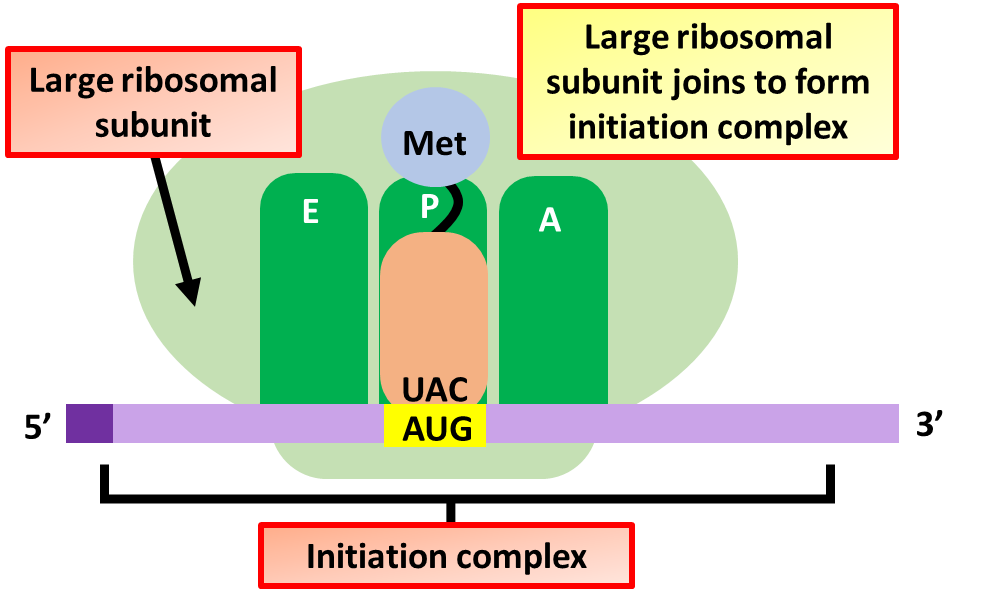 Large ribosomal
subunit
Large ribosomal
subunit joins to form
initiation complex
Met
E
P
A
UAC
5’
AUG
3’
Initiation complex